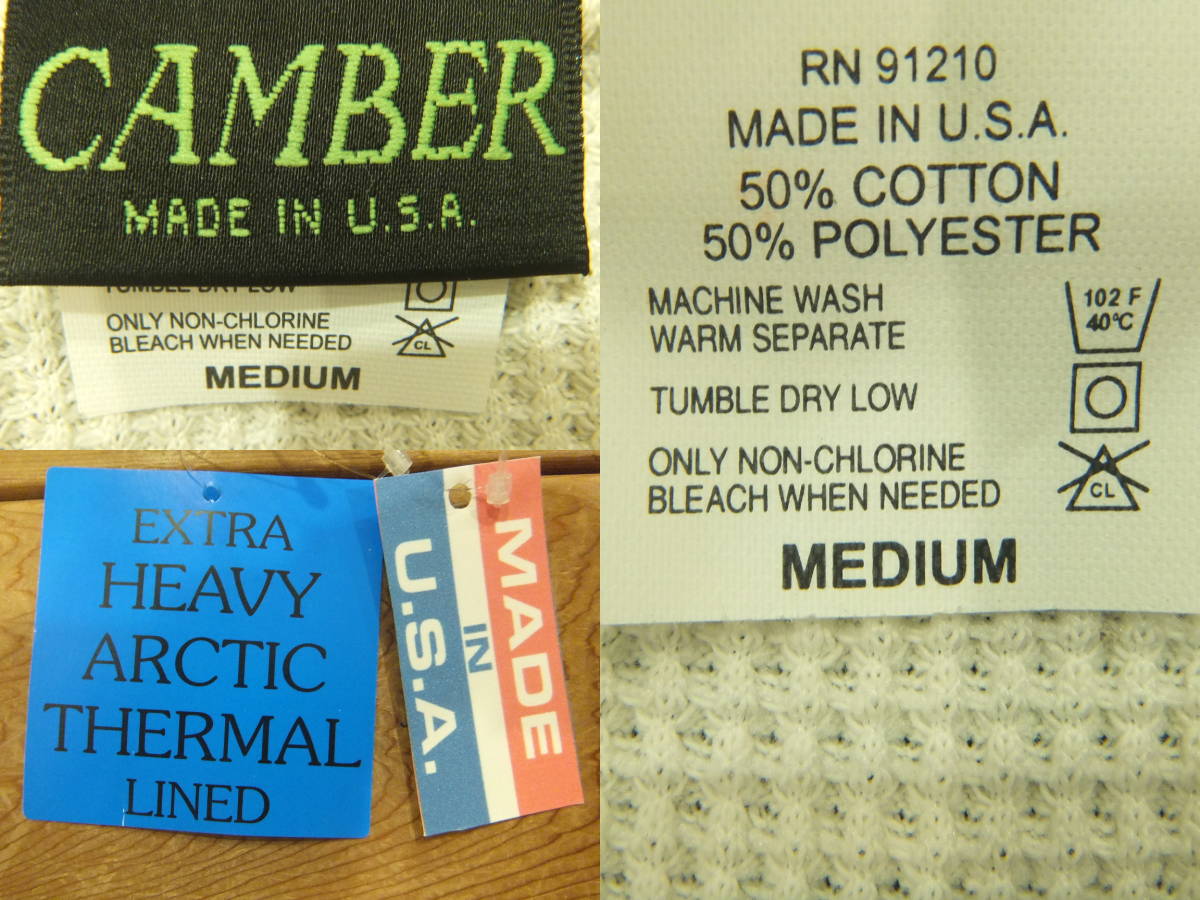 CAMBER
MADE IN U.S.A.
TUMBLE DRY LOW
ONLY NON-CHLORINE
BLEACH WHEN NEEDED
CL
MEDIUM
RN 91210
MADE IN U.S.A.
50% COTTON
50% POLYESTER
MACHINE WASH
WARM SEPARATE
102 F
40°C
TUMBLE DRY LOW
ONLY NON-CHLORINE
BLEACH WHEN NEEDED
CL
MEDIUM
EXTRA
HEAVY
ARCTIC
THERMAL
LINED
MADE
IN
U.S.A.